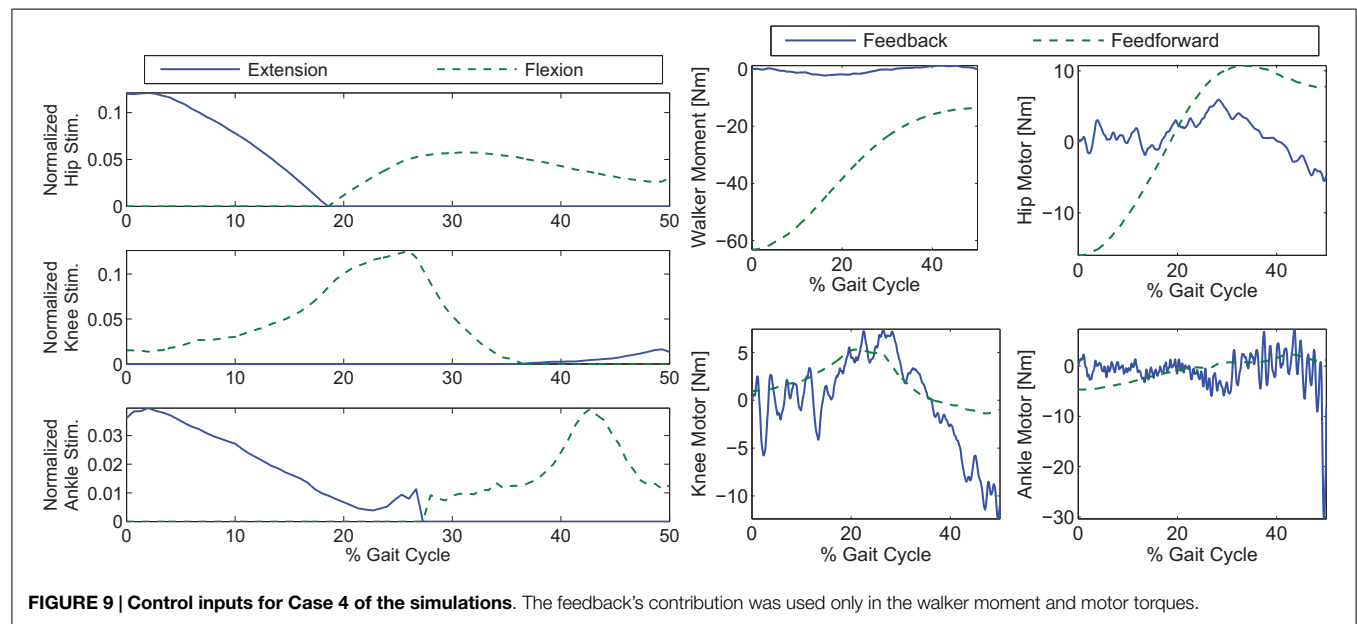 Extension
Flexion
Normalized
Hip Stim.
0.1
0.05
0
0
10
20
30
40
50
Normalized
Knee Stim.
0.1
0.05
0
0
10
20
30
40
50
Normalized
Ankle Stim.
0.03
0.02
0.01
0
0
10
20
30
40
50
% Gait Cycle
Feedback
Feedforward
Walker Moment [Nm]
0
−20
−40
−60
0
20
40
% Gait Cycle
Hip Motor [Nm]
10
0
−10
0
20
40
% Gait Cycle
Knee Motor [Nm]
5
0
−5
−10
0
20
40
% Gait Cycle
Ankle Motor [Nm]
0
−10
−20
−30
0
20
40
% Gait Cycle
FIGURE 9 | Control inputs for Case 4 of the simulations. The feedback's contribution was used only in the walker moment and motor torques.